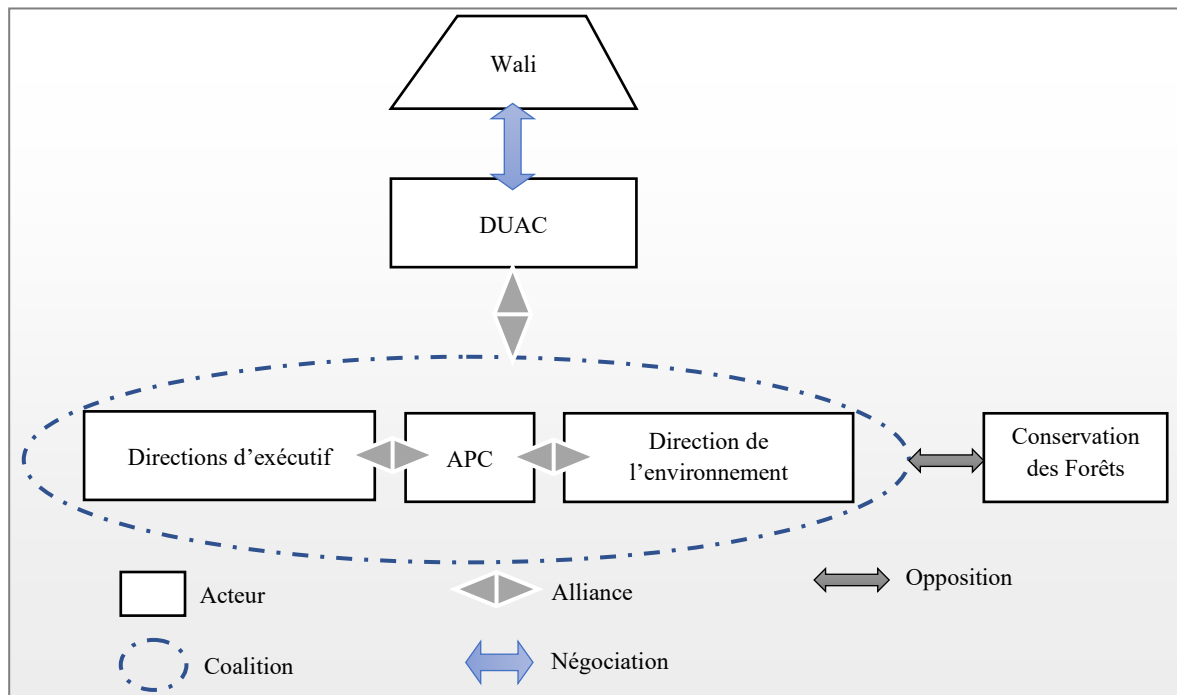 Wali
DUAC
Directions d’exécutif
APC
Direction de
l’environnement
Conservation
des Forêts
Acteur
Alliance
Opposition
Coalition
Négociation